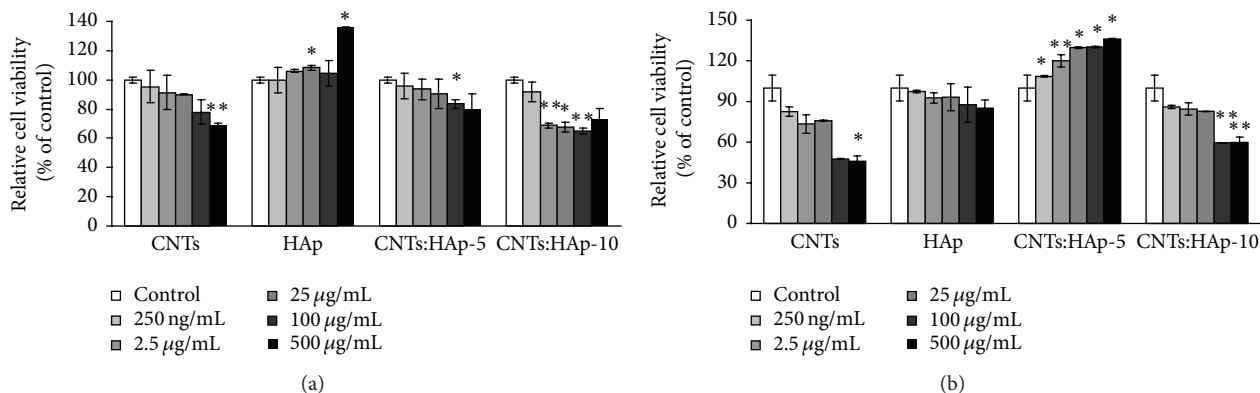 Relative cell viability
(% of control)
140
120
100
80
60
40
20
0
* *
*
*
*
* *
*
* *
CNTs
HAp
CNTs:HAp-5
CNTs:HAp-10
Control
250 ng/mL
2.5 μg/mL
25 μg/mL
100 μg/mL
500 μg/mL
(a)
Relative cell viability
(% of control)
150
120
90
60
30
0
*
*
* *
*
*
*
* *
* *
CNTs
HAp
CNTs:HAp-5
CNTs:HAp-10
Control
250 ng/mL
2.5 μg/mL
25 μg/mL
100 μg/mL
500 μg/mL
(b)